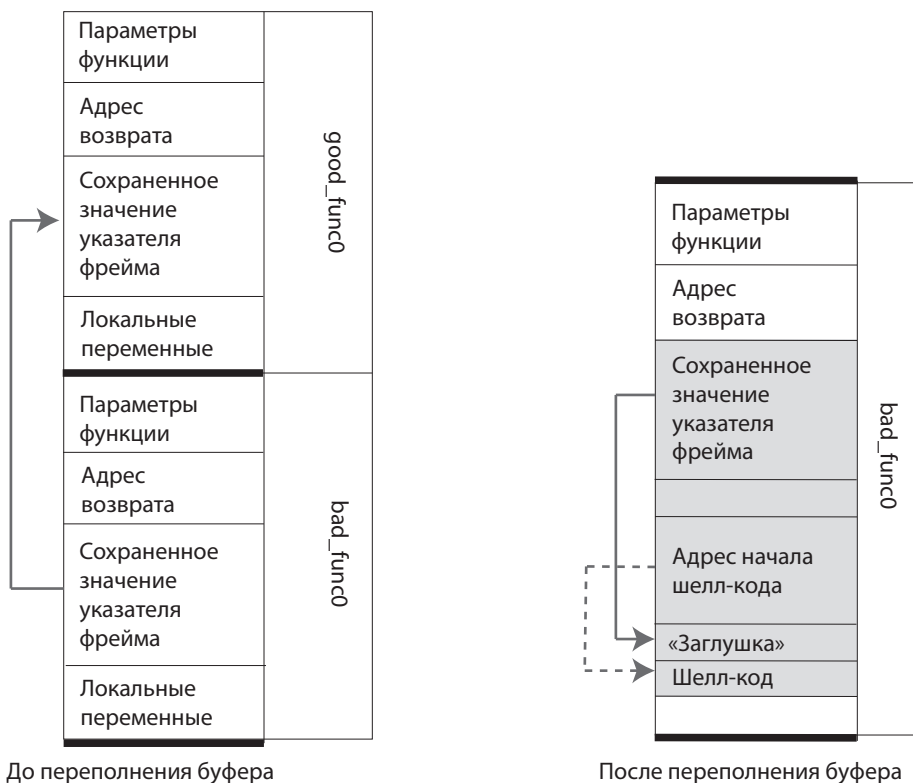 Параметры
функции
Адрес
возврата
Сохраненное
значение
указателя
фрейма
Локальные
переменные
good_func0
Параметры
функции
Адрес
возврата
Сохраненное
значение
указателя
фрейма
Локальные
переменные
bad_func0
До переполнения буфера
Параметры
функции
Адрес
возврата
Сохраненное
значение
указателя
фрейма
Адрес начала
шелл-кода
«Заглушка»
Шелл-код
bad_func0
После переполнения буфера